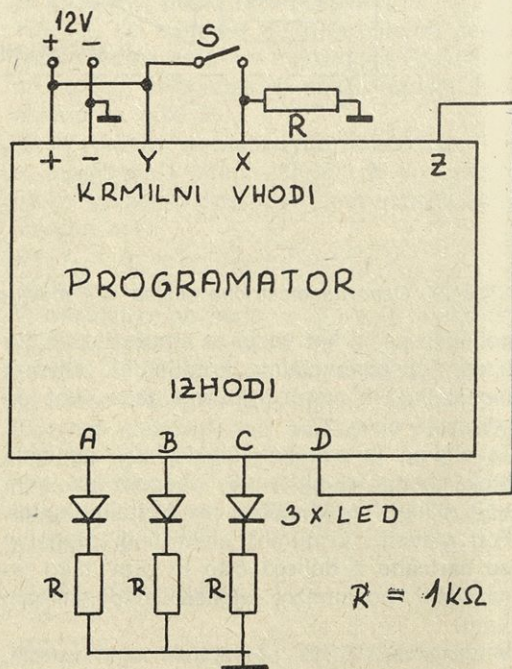 12V
+ −
S
R
+ − Y X Z
KRMILNI VHODI
PROGRAMATOR
IZHODI
A B C D
3 X LED
R R R
R = 1KΩ